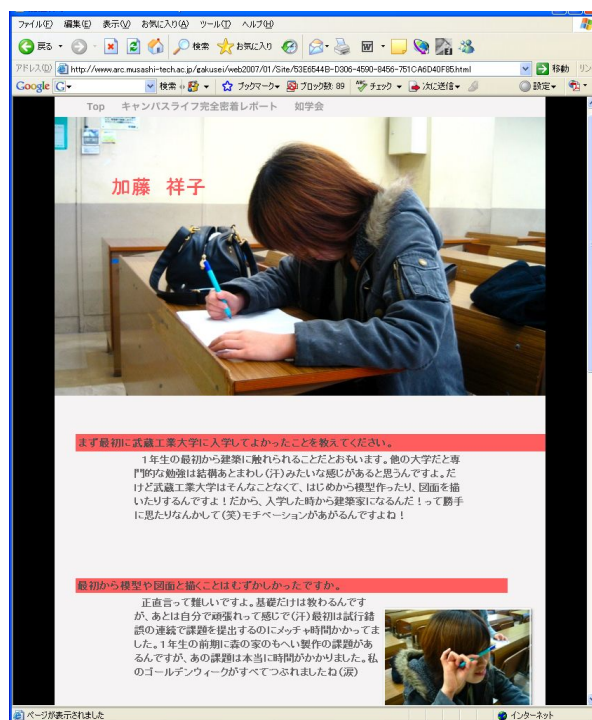 ファイル(F) 編集(E) 表示(V) お気に入り(A) ツール(T) ヘルプ(H)
戻る 検索 お気に入り
アドレス(D) http://www.arc.musashi-tech.ac.jp/gakusei/web2007/01/Site/53E6544B-D306-4590-8456-751CA6D40F85.html 移動 リン
Google 検索 ブックマーク ブロック数: 89 チェック 次に送信 設定
Top キャンパスライフ完全密着レポート 如学会
加藤 祥子
まず最初に武蔵工業大学に入学してよかったことを教えてください。
1年生の最初から建築に触れられることだとおもいます。他の大学だと専
門的な勉強は結構あとまわし(汗)みたいな感じがあると思うんですよ。だ
けど武蔵工業大学はそんなことなくて、はじめから模型作ったり、図面を描
いたりするんですよ！だから、入学した時から建築家になるんだ！って勝手
に思たりなんかして(笑)モチベーションがあがるんですよね！
最初から模型や図面と描くことはむずかしかったですか。
正直言って難しいですよ。基礎だけは教わるんです
が、あとは自分で頑張れって感じで(汗)最初は試行錯
誤の連続で課題を提出するのにメッチャ時間かかってま
した。1年生の前期に森の家のもへい製作の課題があ
るんですが、あの課題は本当に時間がかかりました。私
のゴールデンウィークがすべてつぶれましたね(涙)
ページが表示されました インターネット